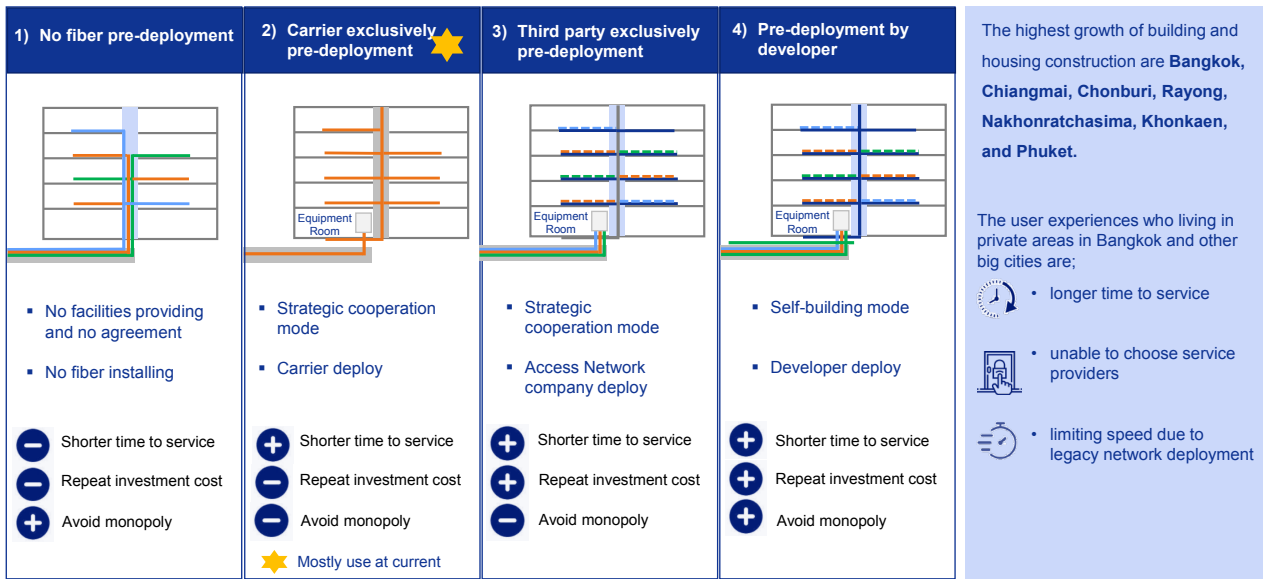 1) No fiber pre-deployment
2) Carrier exclusively
pre-deployment
3) Third party exclusively
pre-deployment
4) Pre-deployment by
developer
Equipment
Room
Equipment
Room
Equipment
Room
▪ No facilities providing
and no agreement
▪ No fiber installing
▪ Strategic cooperation
mode
▪ Carrier deploy
▪ Strategic
cooperation mode
▪ Access Network
company deploy
▪ Self-building mode
▪ Developer deploy
Shorter time to service
Repeat investment cost
Avoid monopoly
Shorter time to service
Repeat investment cost
Avoid monopoly
Mostly use at current
Shorter time to service
Repeat investment cost
Avoid monopoly
Shorter time to service
Repeat investment cost
Avoid monopoly
The highest growth of building and
housing construction are Bangkok,
Chiangmai, Chonburi, Rayong,
Nakhonratchasima, Khonkaen,
and Phuket.
The user experiences who living in
private areas in Bangkok and other
big cities are;
• longer time to service
• unable to choose service
providers
• limiting speed due to
legacy network deployment